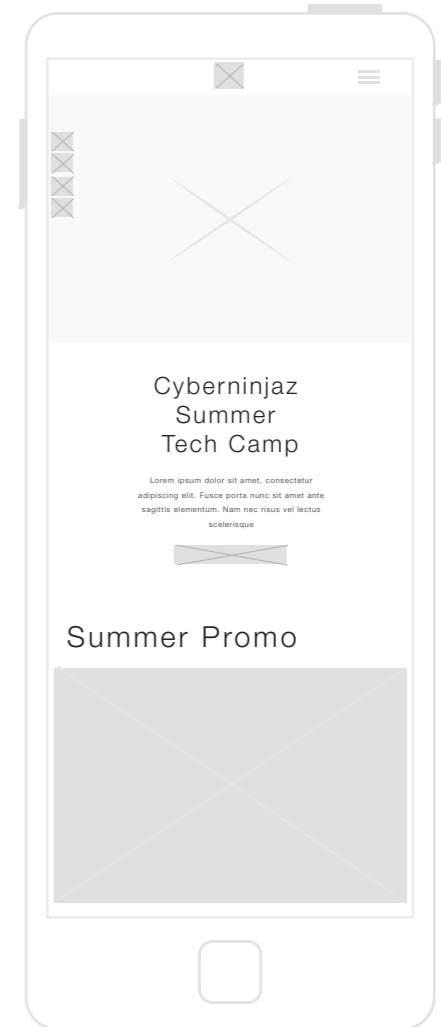 Cyberninjaz
Summer
Tech Camp
Lorem ipsum dolor sit amet, consectetur
adipiscing elit. Fusce porta nunc sit amet ante
sagittis elementum. Nam nec risus vel lectus
scelerisque
Summer Promo